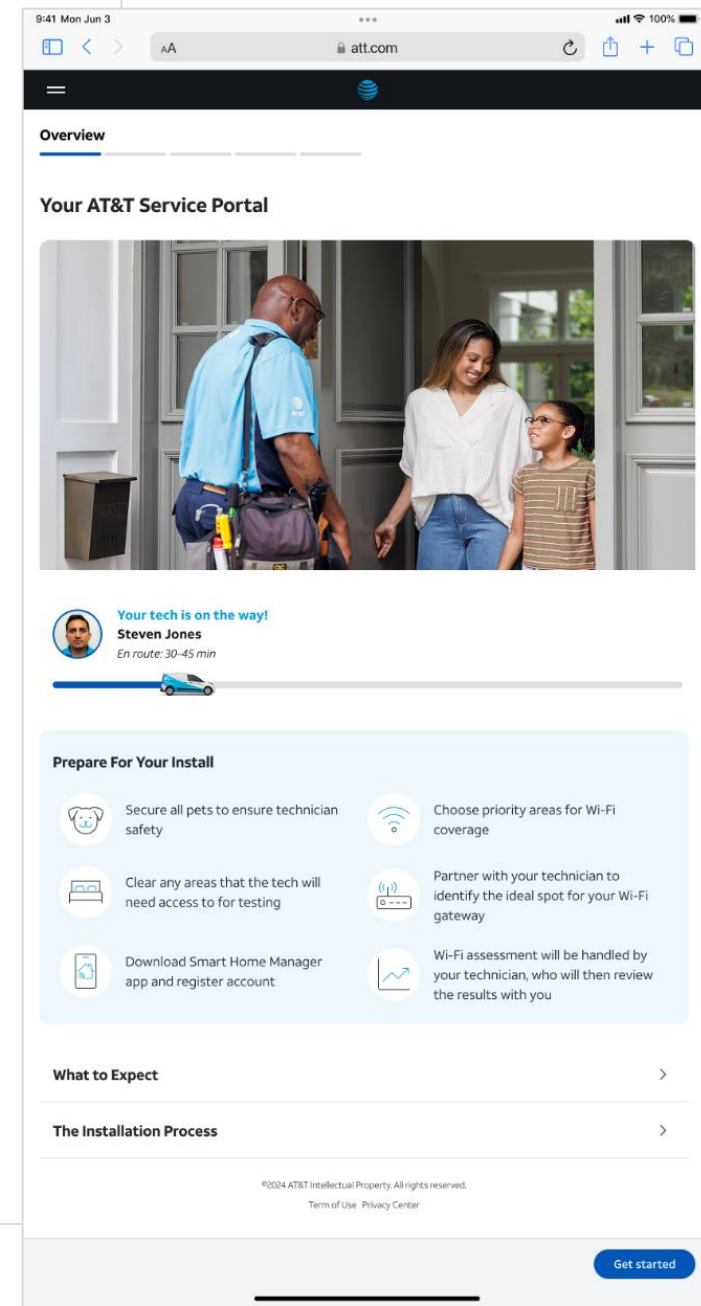 9:41 Mon Jun 3
100%
AA
att.com
Overview
Your AT&T Service Portal
AT&T
Your tech is on the way!
Steven Jones
En route: 30-45 min
Prepare For Your Install
Secure all pets to ensure technician
safety
Choose priority areas for Wi-Fi
coverage
Clear any areas that the tech will
need access to for testing
Partner with your technician to
identify the ideal spot for your Wi-Fi
gateway
Download Smart Home Manager
app and register account
Wi-Fi assessment will be handled by
your technician, who will then review
the results with you
What to Expect
The Installation Process
©2024 AT&T Intellectual Property. All rights reserved.
Term of Use Privacy Center
Get started